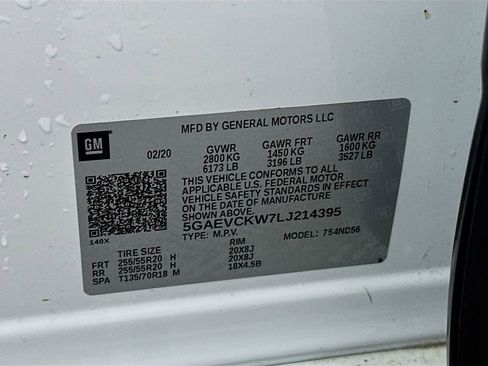 GM
MFD BY GENERAL MOTORS LLC
02/20 GVWR GAWR FRT GAWR RR
2800 KG 1450 KG 1600 KG
6173 LB 3196 LB 3527 LB
THIS VEHICLE CONFORMS TO ALL
APPLICABLE U.S. FEDERAL MOTOR
VEHICLE SAFETY STANDARDS IN EFFECT
ON THE DATE OF MANUFACTURE SHOWN ABOVE.
5GAEVCKW7LJ214395
140X TYPE: M.P.V. MODEL: 754ND56
TIRE SIZE RIM
FRT 255/55R20 H 20X8J
RR 255/55R20 H 20X8J
SPA T135/70R18 M 18X4.5B